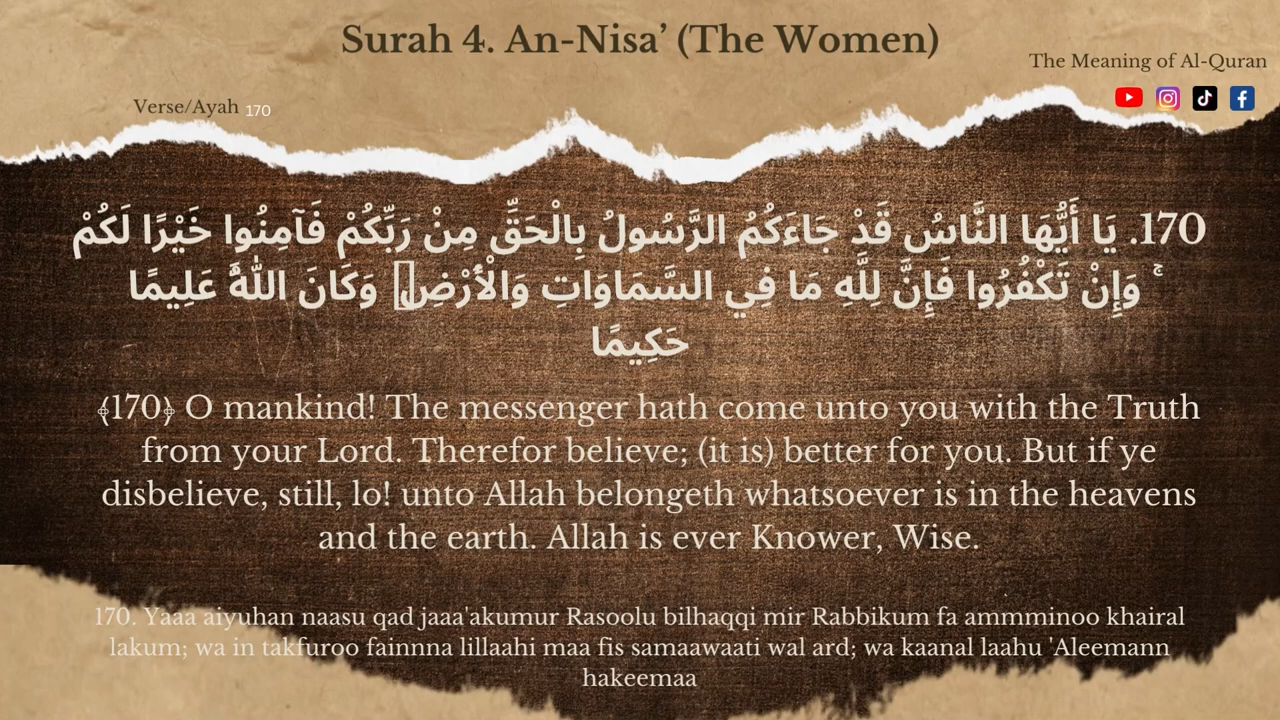 Surah 4. An-Nisa’ (The Women)
The Meaning of Al-Quran
Verse/Ayah 170
170. يَا أَيُّهَا النَّاسُ قَدْ جَاءَكُمُ الرَّسُولُ بِالْحَقِّ مِنْ رَبِّكُمْ فَآمِنُوا خَيْرًا لَكُمْ
ۚ وَإِنْ تَكْفُرُوا فَإِنَّ لِلَّهِ مَا فِي السَّمَاوَاتِ وَالْأَرْضِ وَكَانَ اللَّهُ عَلِيمًا
حَكِيمًا
﴾170﴿ O mankind! The messenger hath come unto you with the Truth
from your Lord. Therefor believe; (it is) better for you. But if ye
disbelieve, still, lo! unto Allah belongeth whatsoever is in the heavens
and the earth. Allah is ever Knower, Wise.
170. Yaaa aiyuhan naasu qad jaaa'akumur Rasoolu bilhaqqi mir Rabbikum fa ammminoo khairal
lakum; wa in takfuroo fainnna lillaahi maa fis samaawaati wal ard; wa kaanal laahu 'Aleemann
hakeemaa